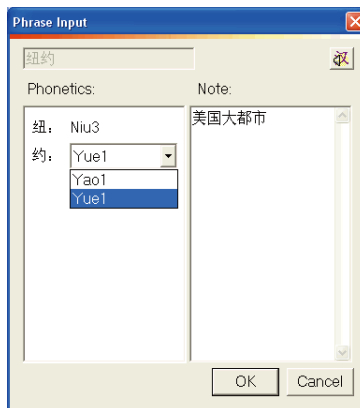 Phrase Input
纽约
Phonetics:
Note:
纽: Niu3
约: Yue1
Yao1
Yue1
美国大都市
OK
Cancel